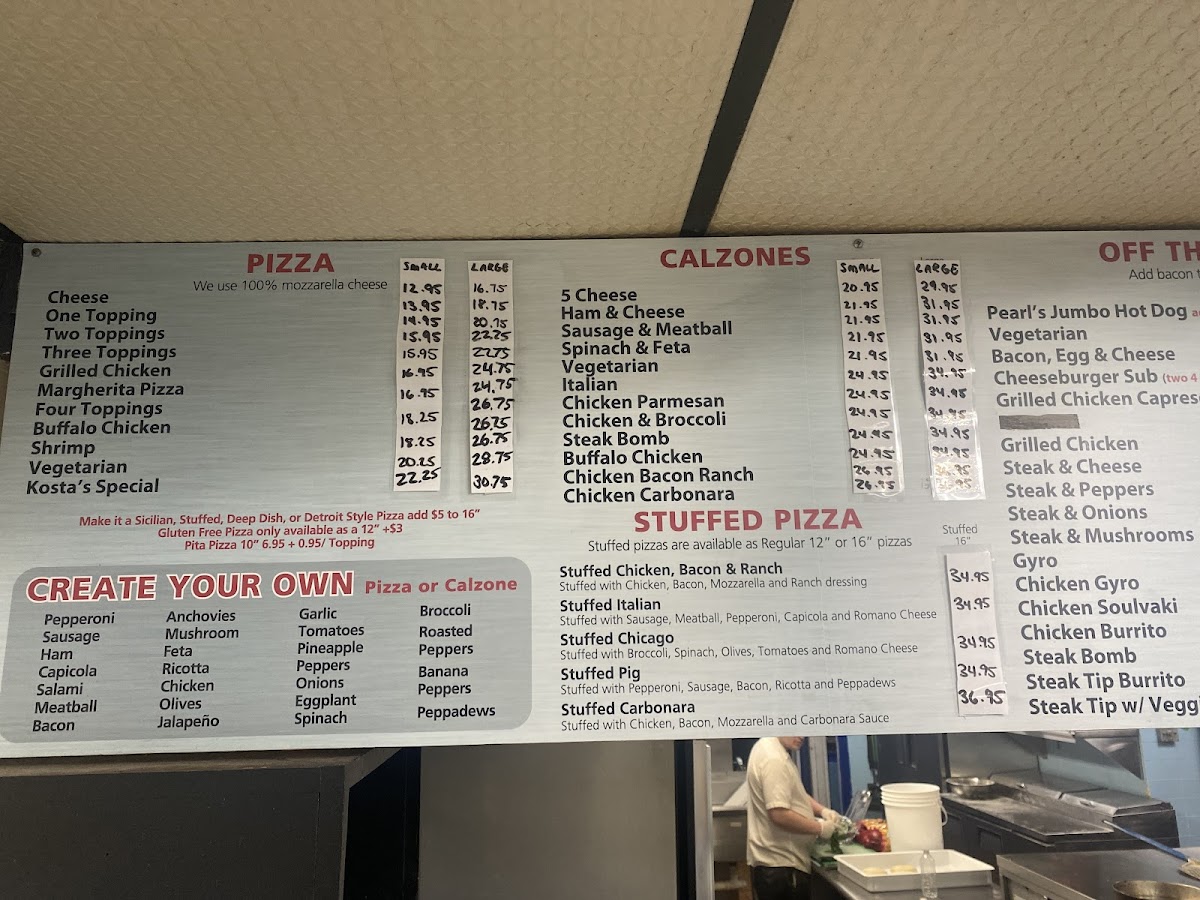 PIZZA
We use 100% mozzarella cheese
Cheese
One Topping
Two Toppings
Three Toppings
Grilled Chicken
Margherita Pizza
Four Toppings
Buffalo Chicken
Shrimp
Vegetarian
Kosta's Special
SMALL
12.95
13.95
14.95
15.95
15.95
16.95
16.95
18.25
18.25
20.25
22.25
LARGE
16.75
18.75
20.75
22.25
22.75
24.75
24.75
26.75
26.75
26.75
28.75
30.75
Make it a Sicilian, Stuffed, Deep Dish, or Detroit Style Pizza add $5 to 16"
Gluten Free Pizza only available as a 12" +$3
Pita Pizza 10" 6.95 + 0.95/ Topping
CREATE YOUR OWN Pizza or Calzone
Pepperoni
Sausage
Ham
Capicola
Salami
Meatball
Bacon
Anchovies
Mushroom
Feta
Ricotta
Chicken
Olives
Jalapeño
Garlic
Tomatoes
Pineapple
Peppers
Onions
Eggplant
Spinach
Broccoli
Roasted
Peppers
Banana
Peppers
Peppadews
CALZONES
5 Cheese
Ham & Cheese
Sausage & Meatball
Spinach & Feta
Vegetarian
Italian
Chicken Parmesan
Chicken & Broccoli
Steak Bomb
Buffalo Chicken
Chicken Bacon Ranch
Chicken Carbonara
SMALL
20.95
21.95
21.95
21.95
21.95
24.95
24.95
24.95
24.95
24.95
26.95
26.95
LARGE
29.95
31.95
31.95
31.95
31.95
34.95
34.95
34.95
34.95
34.95
STUFFED PIZZA
Stuffed pizzas are available as Regular 12" or 16" pizzas
Stuffed
16"
Stuffed Chicken, Bacon & Ranch
Stuffed with Chicken, Bacon, Mozzarella and Ranch dressing
34.95
Stuffed Italian
Stuffed with Sausage, Meatball, Pepperoni, Capicola and Romano Cheese
34.95
Stuffed Chicago
Stuffed with Broccoli, Spinach, Olives, Tomatoes and Romano Cheese
34.95
Stuffed Pig
Stuffed with Pepperoni, Sausage, Bacon, Ricotta and Peppadews
34.95
Stuffed Carbonara
Stuffed with Chicken, Bacon, Mozzarella and Carbonara Sauce
36.95
OFF TH
Add bacon t
Pearl's Jumbo Hot Dog a
Vegetarian
Bacon, Egg & Cheese
Cheeseburger Sub (two 4
Grilled Chicken Caprese
Grilled Chicken
Steak & Cheese
Steak & Peppers
Steak & Onions
Steak & Mushrooms
Gyro
Chicken Gyro
Chicken Soulvaki
Chicken Burrito
Steak Bomb
Steak Tip Burrito
Steak Tip w/ Vegg